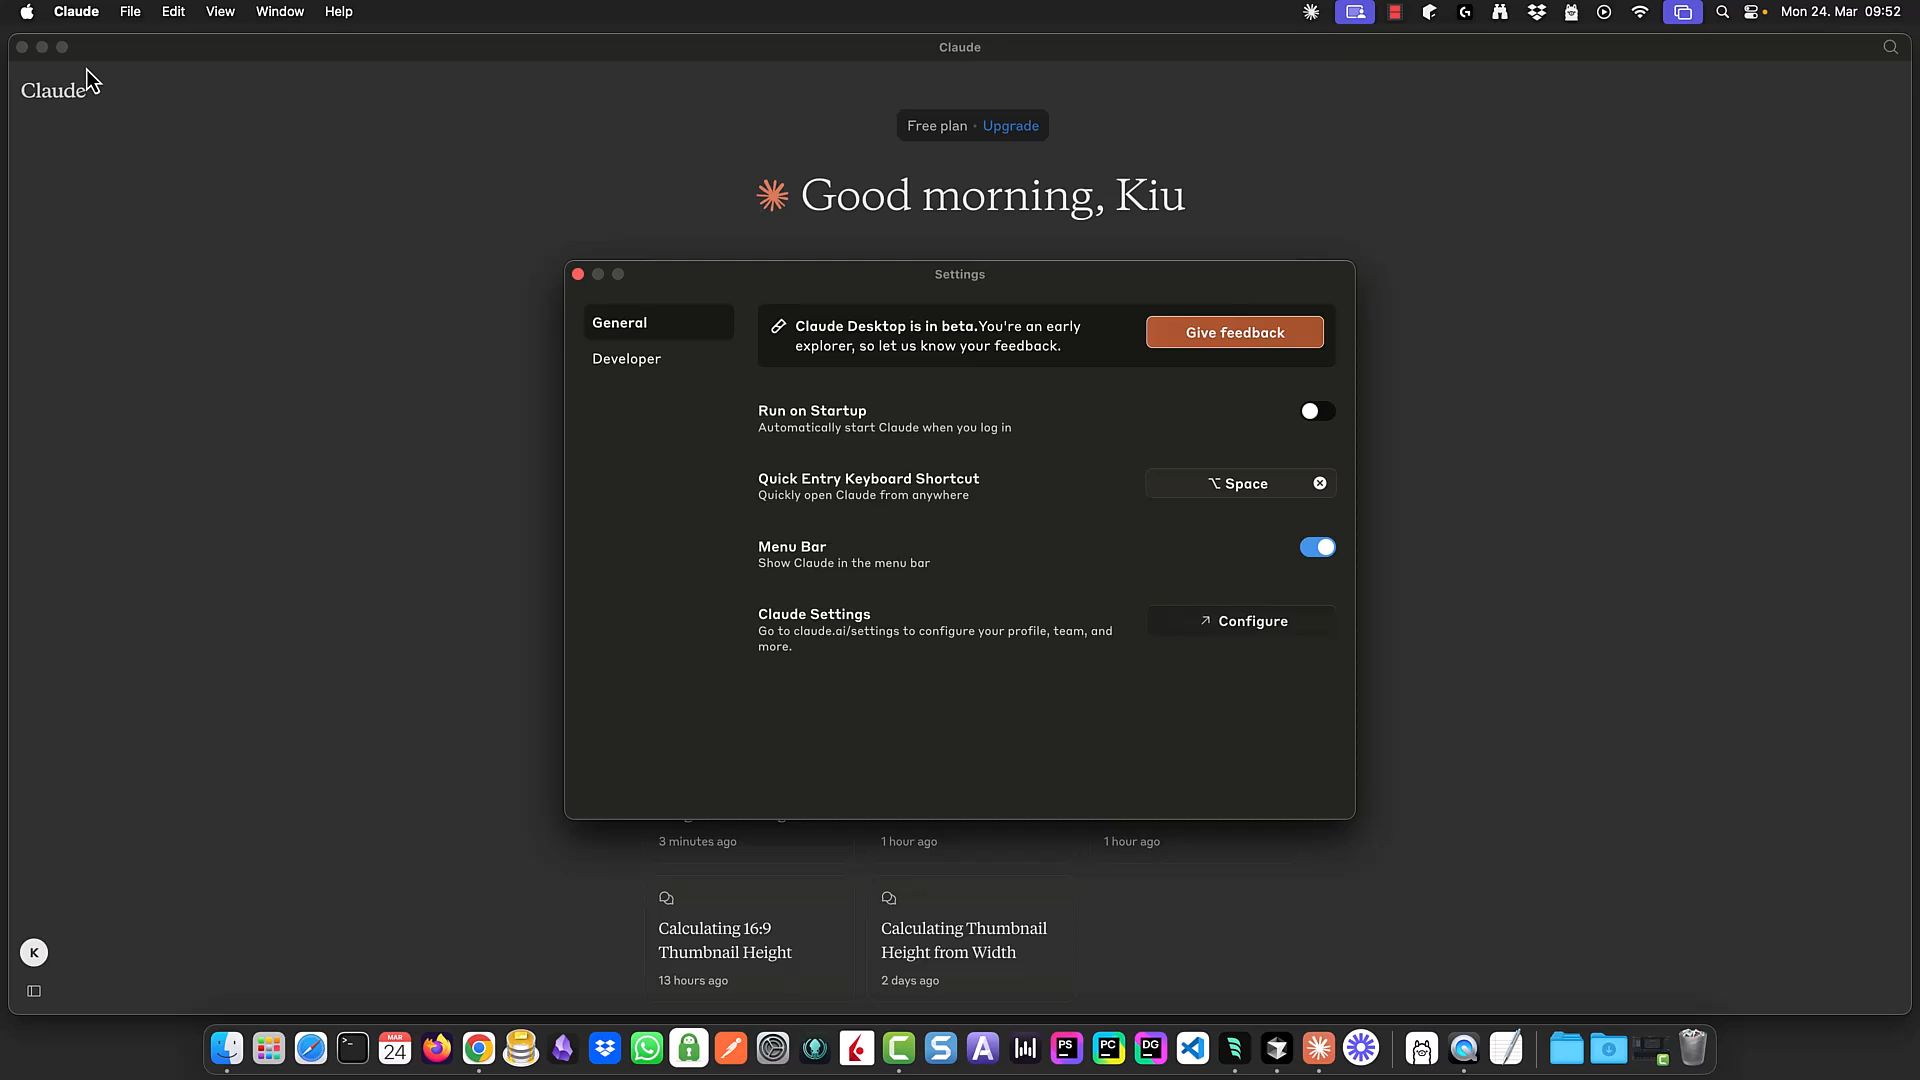 Claude File Edit View Window Help
Mon 24. Mar 09:52
Claude
Claude
Free plan • Upgrade
Good morning, Kiu
Settings
General
Developer
Claude Desktop is in beta.You're an early
explorer, so let us know your feedback.
Give feedback
Run on Startup
Automatically start Claude when you log in
Quick Entry Keyboard Shortcut
Quickly open Claude from anywhere
⌥ Space
Menu Bar
Show Claude in the menu bar
Claude Settings
Go to claude.ai/settings to configure your profile, team, and
more.
Configure
3 minutes ago
1 hour ago
1 hour ago
Calculating 16:9
Thumbnail Height
13 hours ago
Calculating Thumbnail
Height from Width
2 days ago
K
MAR
24
PS
PC
DG